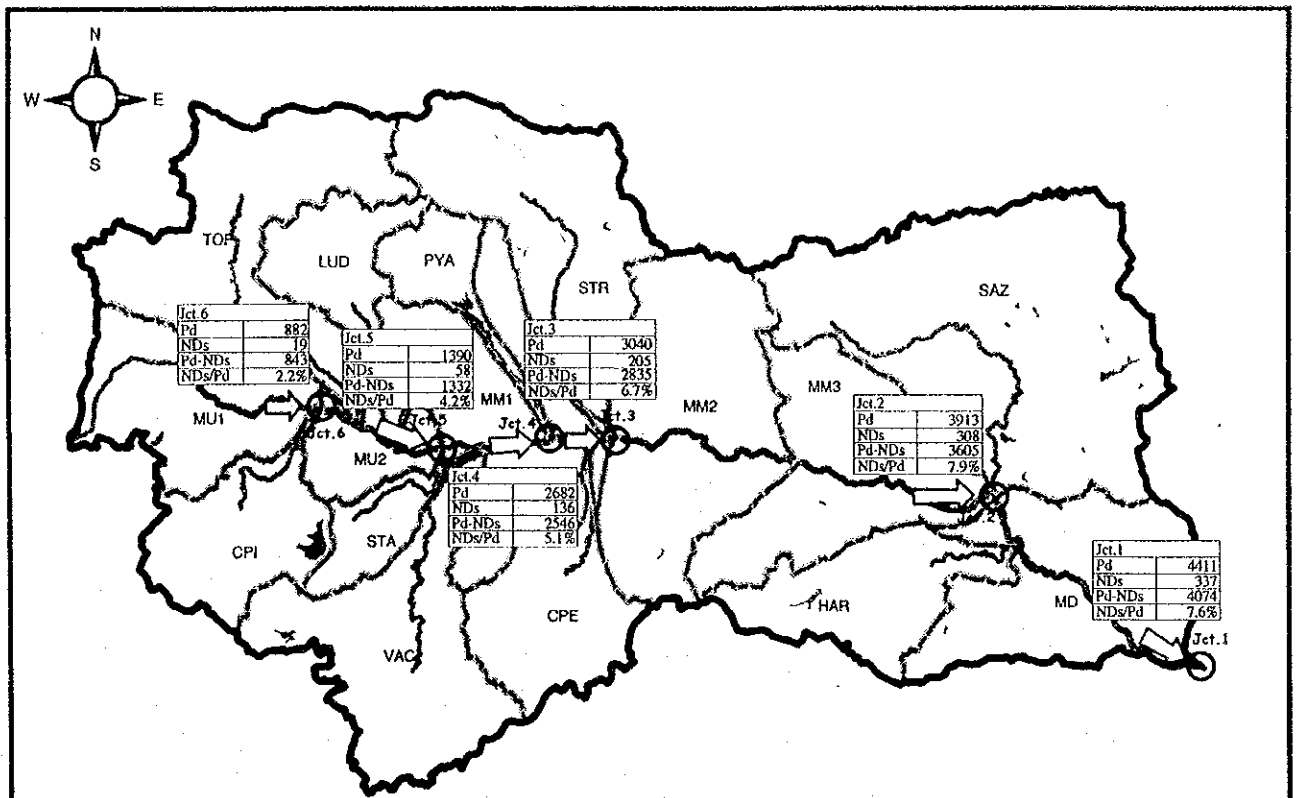 N
W E
S
TOP
LUD
PYA
STR
SAZ
Jct.6
Pd 882
NDs 19
Pd-NDs 843
NDs/Pd 2.2%
Jct.5
Pd 1390
NDs 58
Pd-NDs 1332
NDs/Pd 4.2%
Jct.3
Pd 3040
NDs 205
Pd-NDs 2835
NDs/Pd 6.7%
MM1
MM2
MM3
Jct.2
Pd 3913
NDs 308
Pd-NDs 3605
NDs/Pd 7.9%
MU1
Jct.6
Jct.5
Jct.4
Jct.3
MU2
Jct.4
Pd 2682
NDs 136
Pd-NDs 2546
NDs/Pd 5.1%
CPI
STA
VAC
CPE
HAR
MD
Jct.1
Pd 4411
NDs 337
Pd-NDs 4074
NDs/Pd 7.6%
Jct.1